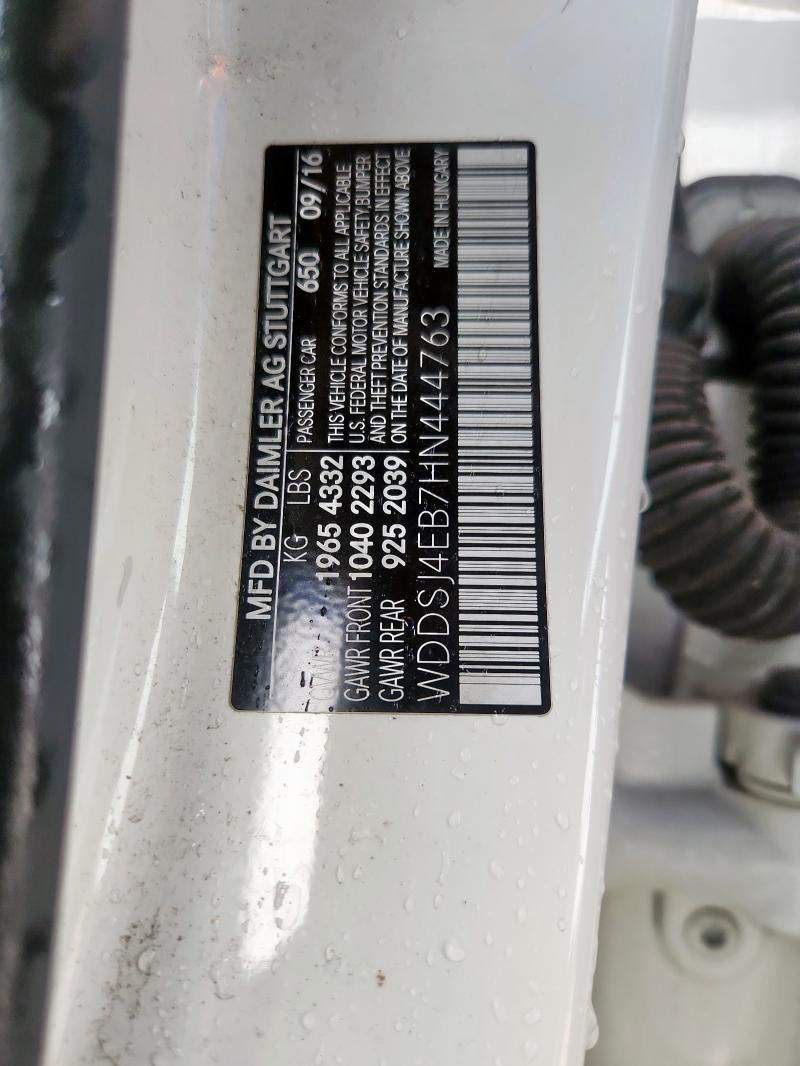 MFD BY DAIMLER AG STUTTGART
KG LBS PASSENGER CAR 650 09/16
GVWR 1965 4332 THIS VEHICLE CONFORMS TO ALL APPLICABLE
GAWR FRONT 1040 2293 U.S. FEDERAL MOTOR VEHICLE SAFETY, BUMPER
GAWR REAR 925 2039 AND THEFT PREVENTION STANDARDS IN EFFECT
ON THE DATE OF MANUFACTURE SHOWN ABOVE
WDDSJ4EB7HN444763 MADE IN HUNGARY